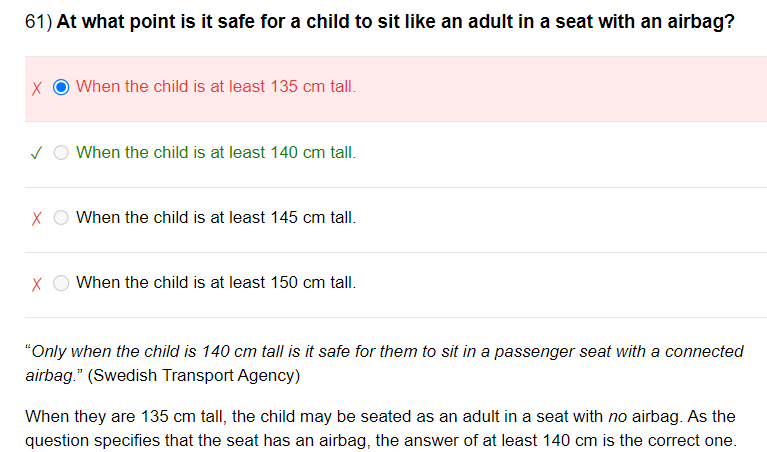 61) At what point is it safe for a child to sit like an adult in a seat with an airbag?
✗ When the child is at least 135 cm tall.
✓ When the child is at least 140 cm tall.
✗ When the child is at least 145 cm tall.
✗ When the child is at least 150 cm tall.
“Only when the child is 140 cm tall is it safe for them to sit in a passenger seat with a connected
airbag.” (Swedish Transport Agency)
When they are 135 cm tall, the child may be seated as an adult in a seat with no airbag. As the
question specifies that the seat has an airbag, the answer of at least 140 cm is the correct one.